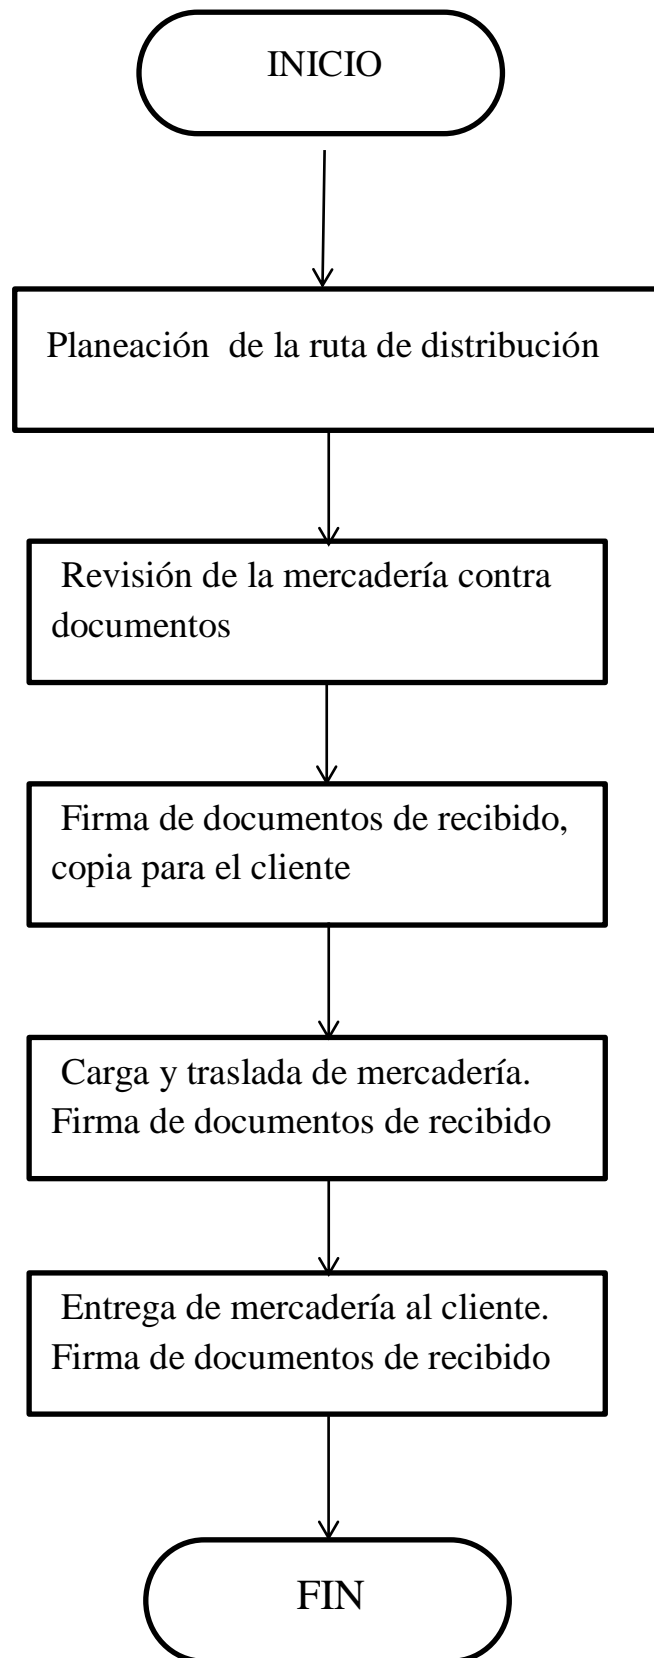 INICIO
Planeación  de la ruta de distribución
Revisión de la mercadería contra
documentos
Firma de documentos de recibido,
copia para el cliente
Carga y traslada de mercadería.
Firma de documentos de recibido
Entrega de mercadería al cliente.
Firma de documentos de recibido
FIN